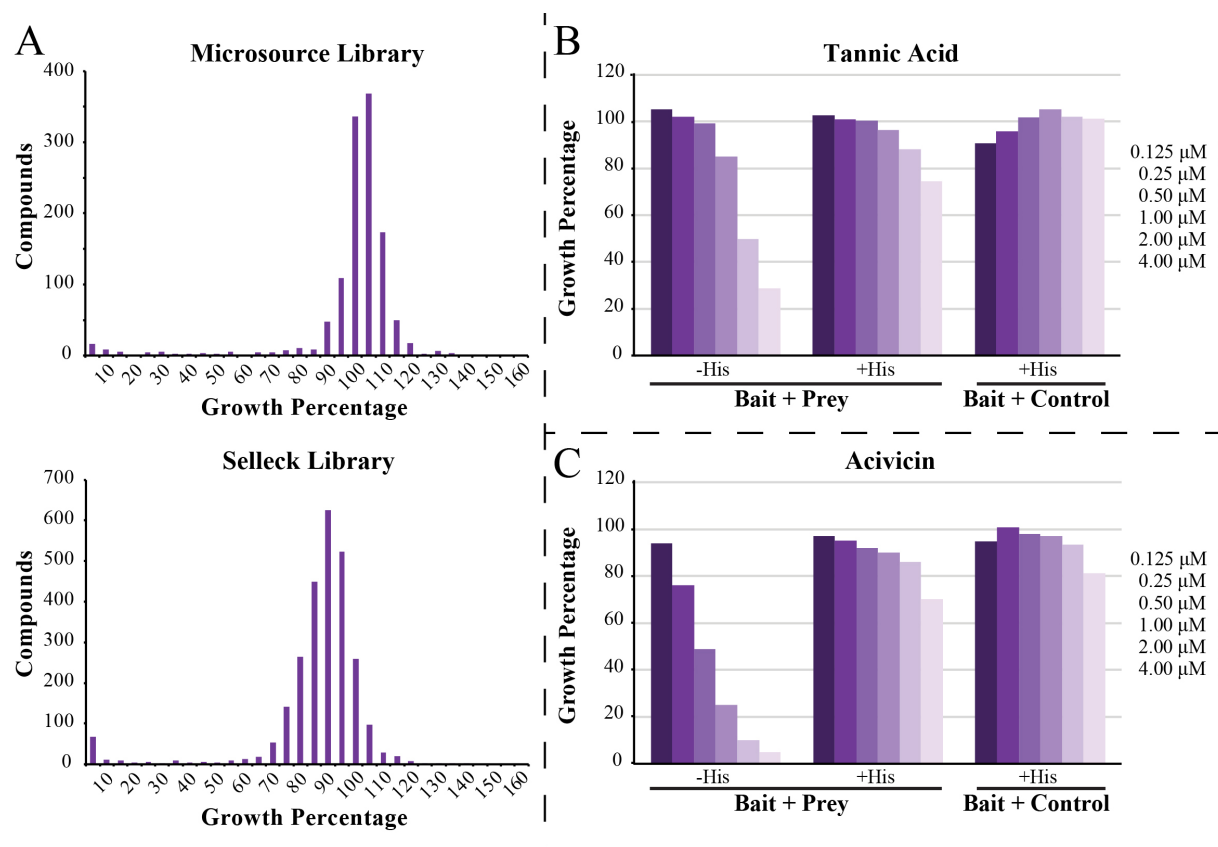 A
Microsource Library
Compounds
400
300
200
100
0
10 20 30 40 50 60 70 80 90 100 110 120 130 140 150 160
Growth Percentage
Selleck Library
Compounds
700
600
500
400
300
200
100
0
10 20 30 40 50 60 70 80 90 100 110 120 130 140 150 160
Growth Percentage
B
Tannic Acid
Growth Percentage
120
100
80
60
40
20
0
-His +His +His
Bait + Prey Bait + Control
0.125 µM
0.25 µM
0.50 µM
1.00 µM
2.00 µM
4.00 µM
C
Acivicin
Growth Percentage
120
100
80
60
40
20
0
-His +His +His
Bait + Prey Bait + Control
0.125 µM
0.25 µM
0.50 µM
1.00 µM
2.00 µM
4.00 µM